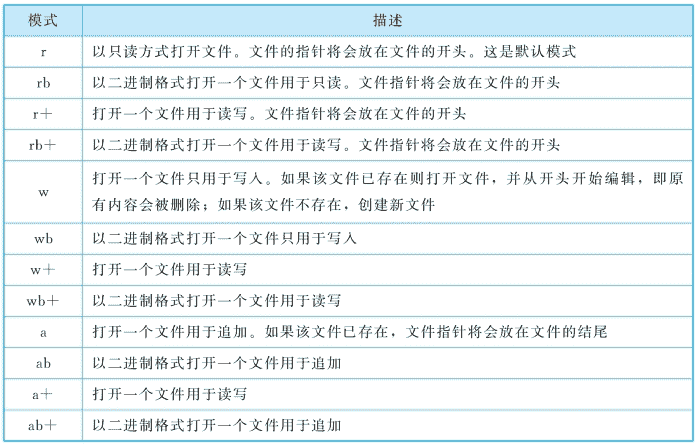 模式 描述
r 以只读方式打开文件。文件的指针将会放在文件的开头。这是默认模式
rb 以二进制格式打开一个文件用于只读。文件指针将会放在文件的开头
r+ 打开一个文件用于读写。文件指针将会放在文件的开头
rb+ 以二进制格式打开一个文件用于读写。文件指针将会放在文件的开头
w 打开一个文件只用于写入。如果该文件已存在则打开文件，并从开头开始编辑，即原
有内容会被删除；如果该文件不存在，创建新文件
wb 以二进制格式打开一个文件只用于写入
w+ 打开一个文件用于读写
wb+ 以二进制格式打开一个文件用于读写
a 打开一个文件用于追加。如果该文件已存在，文件指针将会放在文件的结尾
ab 以二进制格式打开一个文件用于追加
a+ 打开一个文件用于读写
ab+ 以二进制格式打开一个文件用于追加